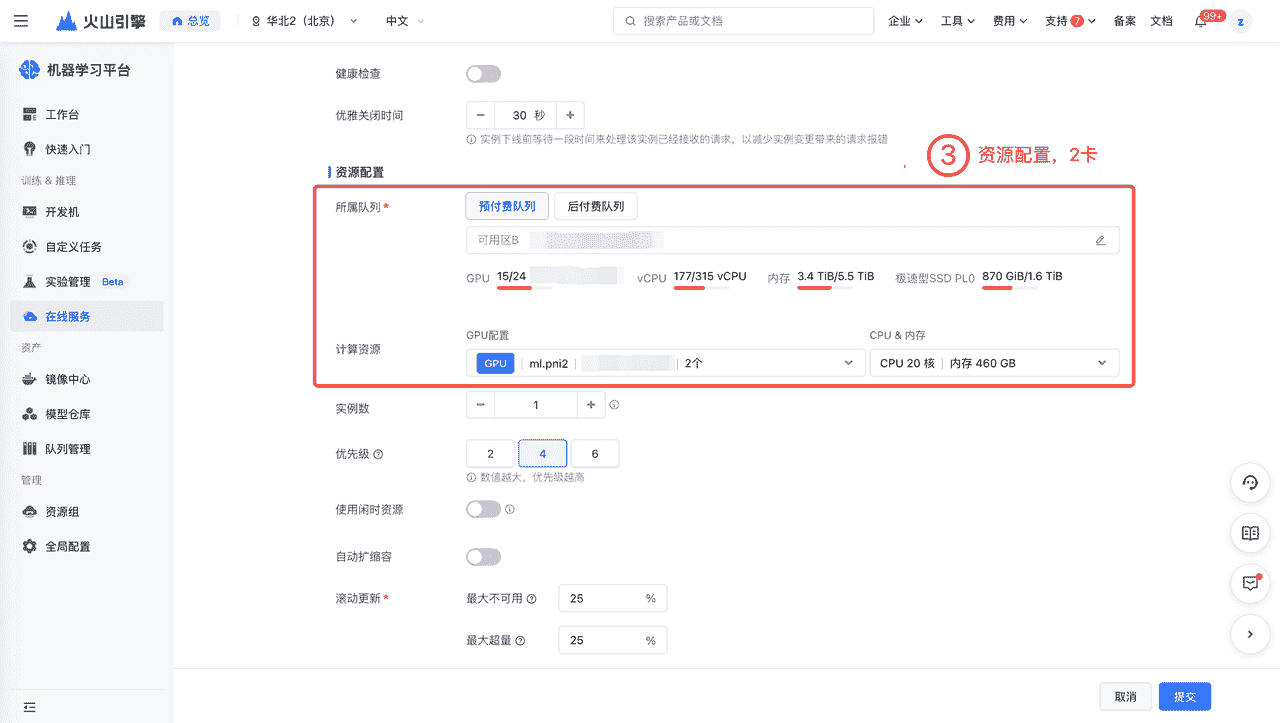 火山引擎 总览 华北2（北京） 中文 搜索产品或文档 企业 工具 费用 支持 7 备案 文档 99+ z
机器学习平台
工作台
快速入门
训练 & 推理
开发机
自定义任务
实验管理 Beta
在线服务
资产
镜像中心
模型仓库
队列管理
管理
资源组
全局配置
健康检查
优雅关闭时间 30 秒
实例下线前等待一段时间来处理该实例已经接收的请求，以减少实例变更带来的请求报错
③ 资源配置，2卡
资源配置
所属队列* 预付费队列 后付费队列
可用区B
GPU 15/24 vCPU 177/315 vCPU 内存 3.4 TiB/5.5 TiB 极速型SSD PL0 870 GiB/1.6 TiB
GPU配置 CPU & 内存
计算资源 GPU ml.pni2 2个 CPU 20 核 内存 460 GB
实例数 1
优先级 2 4 6
数值越大，优先级越高
使用闲时资源
自动扩缩容
滚动更新* 最大不可用 25 %
最大超量 25 %
取消 提交